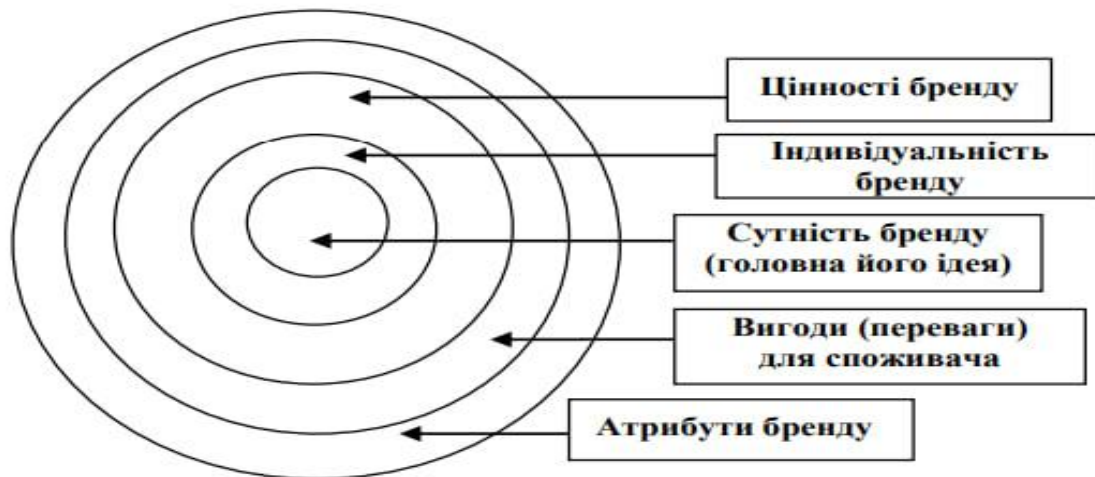 Цінності бренду
Індивідуальність
бренду
Сутність бренду
(головна його ідея)
Вигоди (переваги)
для споживача
Атрибути бренду